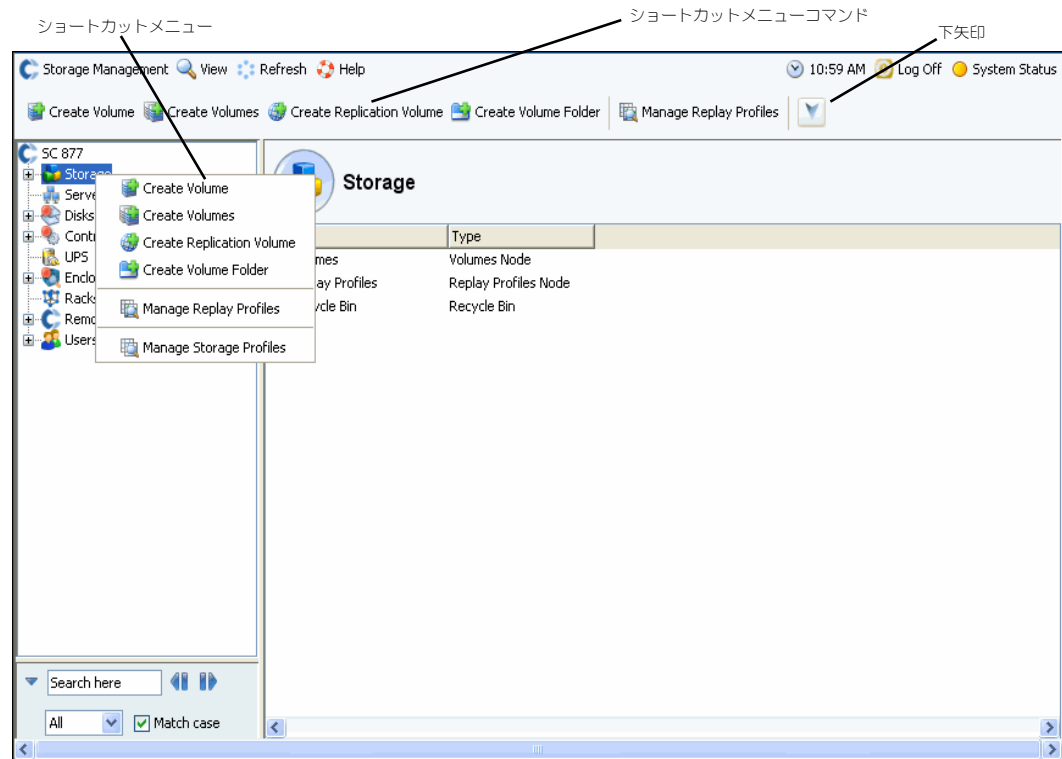 ショートカットメニュー
ショートカットメニューコマンド
下矢印
Storage Management View Refresh Help 10:59 AM Log Off System Status
Create Volume Create Volumes Create Replication Volume Create Volume Folder Manage Replay Profiles
SC 877
Storage
Disks
UPS
Create Volume
Create Volumes
Create Replication Volume
Create Volume Folder
Manage Replay Profiles
Manage Storage Profiles
Storage
Type
Volumes Node
Replay Profiles Node
Recycle Bin
Search here
All Match case